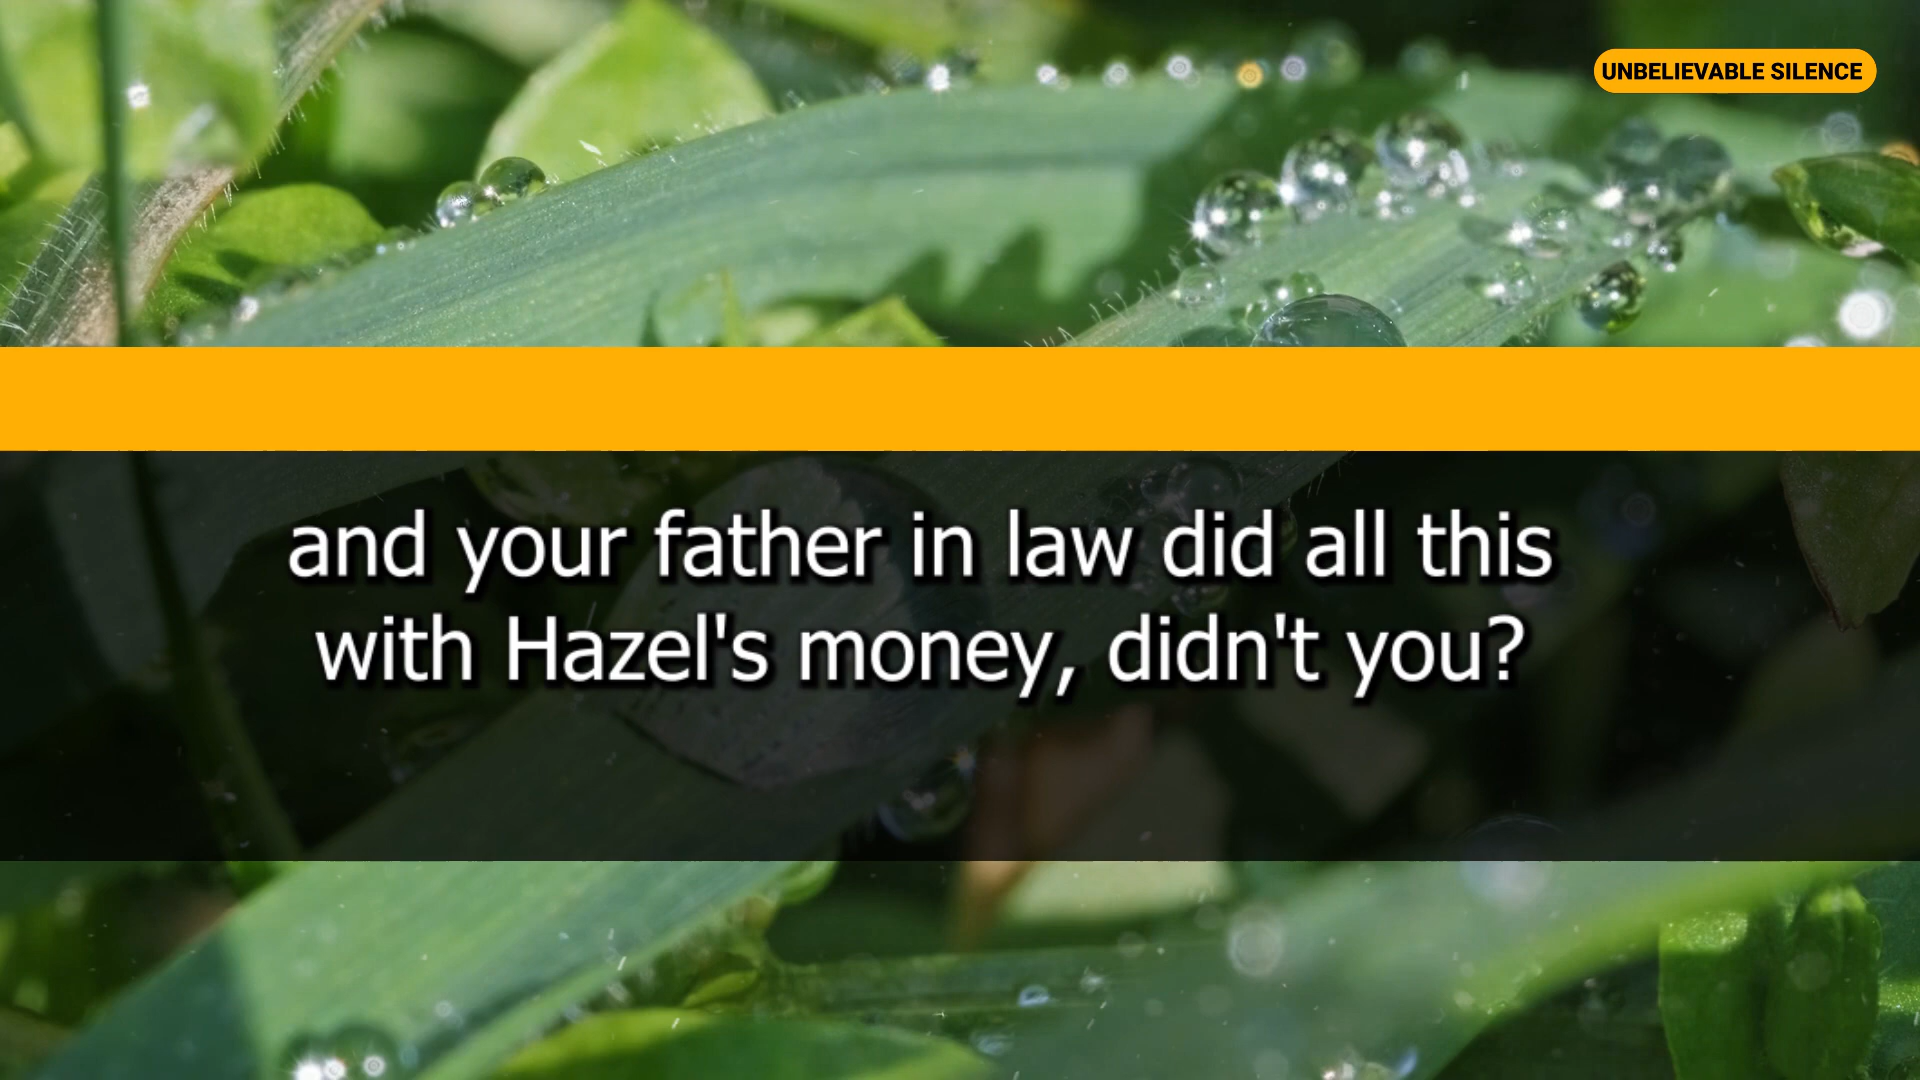 UNBELIEVABLE SILENCE
and your father in law did all this
with Hazel's money, didn't you?